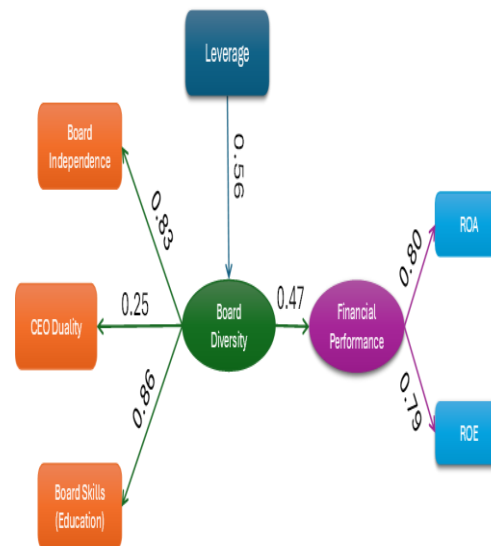 Leverage
Board
Independence
0.56
0.83
ROA
0.80
0.25
0.47
CEO Duality
Board
Diversity
Financial
Performance
0.86
0.79
ROE
Board Skills
(Education)